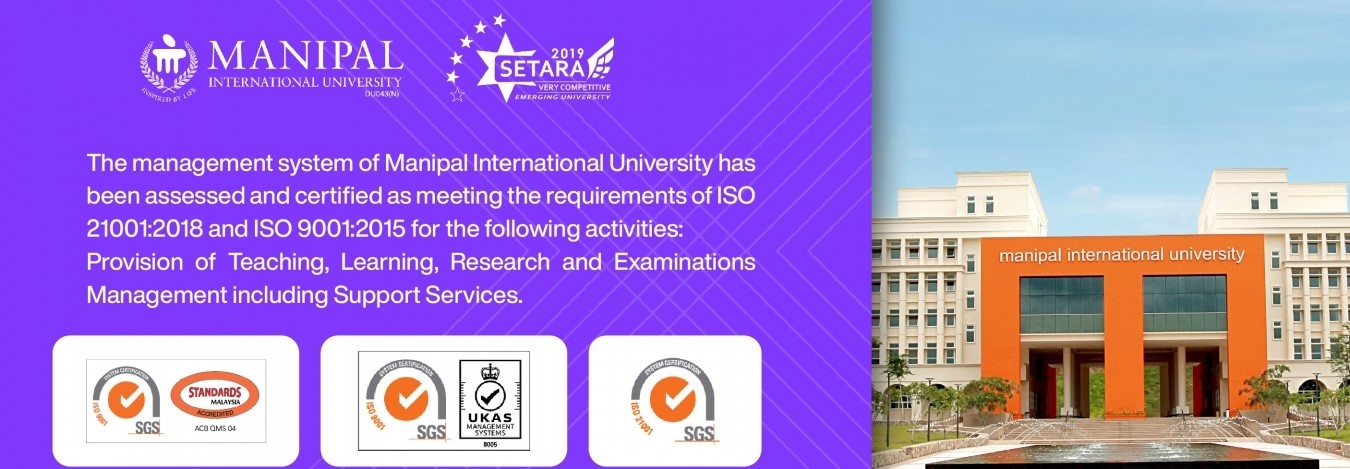 MANIPAL
INTERNATIONAL UNIVERSITY
DU043(N)
INSPIRED BY LIFE
2019
SETARA
VERY COMPETITIVE
EMERGING UNIVERSITY
The management system of Manipal International University has
been assessed and certified as meeting the requirements of ISO
21001:2018 and ISO 9001:2015 for the following activities:
Provision of Teaching, Learning, Research and Examinations
Management including Support Services.
SYSTEM CERTIFICATION
ISO 9001
SGS
STANDARDS
MALAYSIA
ACCREDITED
ACB QMS 04
SYSTEM CERTIFICATION
ISO 9001
SGS
UKAS
MANAGEMENT
SYSTEMS
0005
SYSTEM CERTIFICATION
ISO 21001
SGS
manipal international university